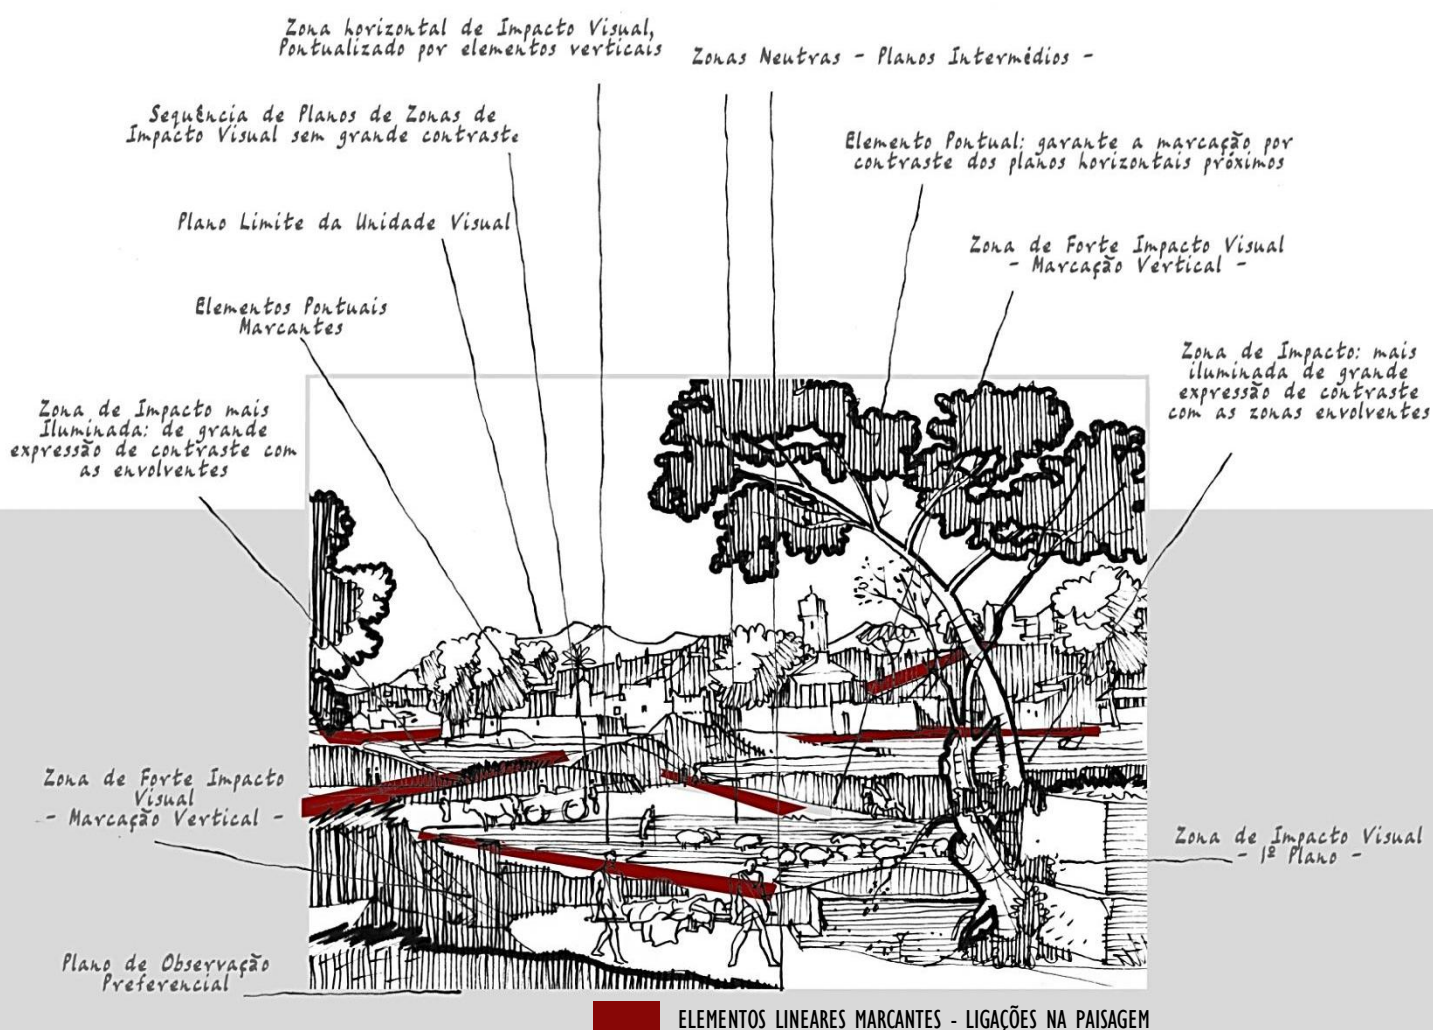 Zona horizontal de Impacto Visual,
Pontualizado por elementos verticais
Zonas Neutras - Planos Intermédios -
Sequência de Planos de Zonas de
Impacto Visual sem grande contraste
Elemento Pontual: garante a marcação por
contraste dos planos horizontais próximos
Plano Limite da Unidade Visual
Zona de Forte Impacto Visual
- Marcação Vertical -
Elementos Pontuais
Marcantes
Zona de Impacto: mais
iluminada de grande
expressão de contraste
com as zonas envolventes
Zona de Impacto mais
Iluminada: de grande
expressão de contraste com
as envolventes
Zona de Forte Impacto
Visual
- Marcação Vertical -
Zona de Impacto Visual
- 1º Plano -
Plano de Observação
Preferencial
ELEMENTOS LINEARES MARCANTES - LIGAÇÕES NA PAISAGEM